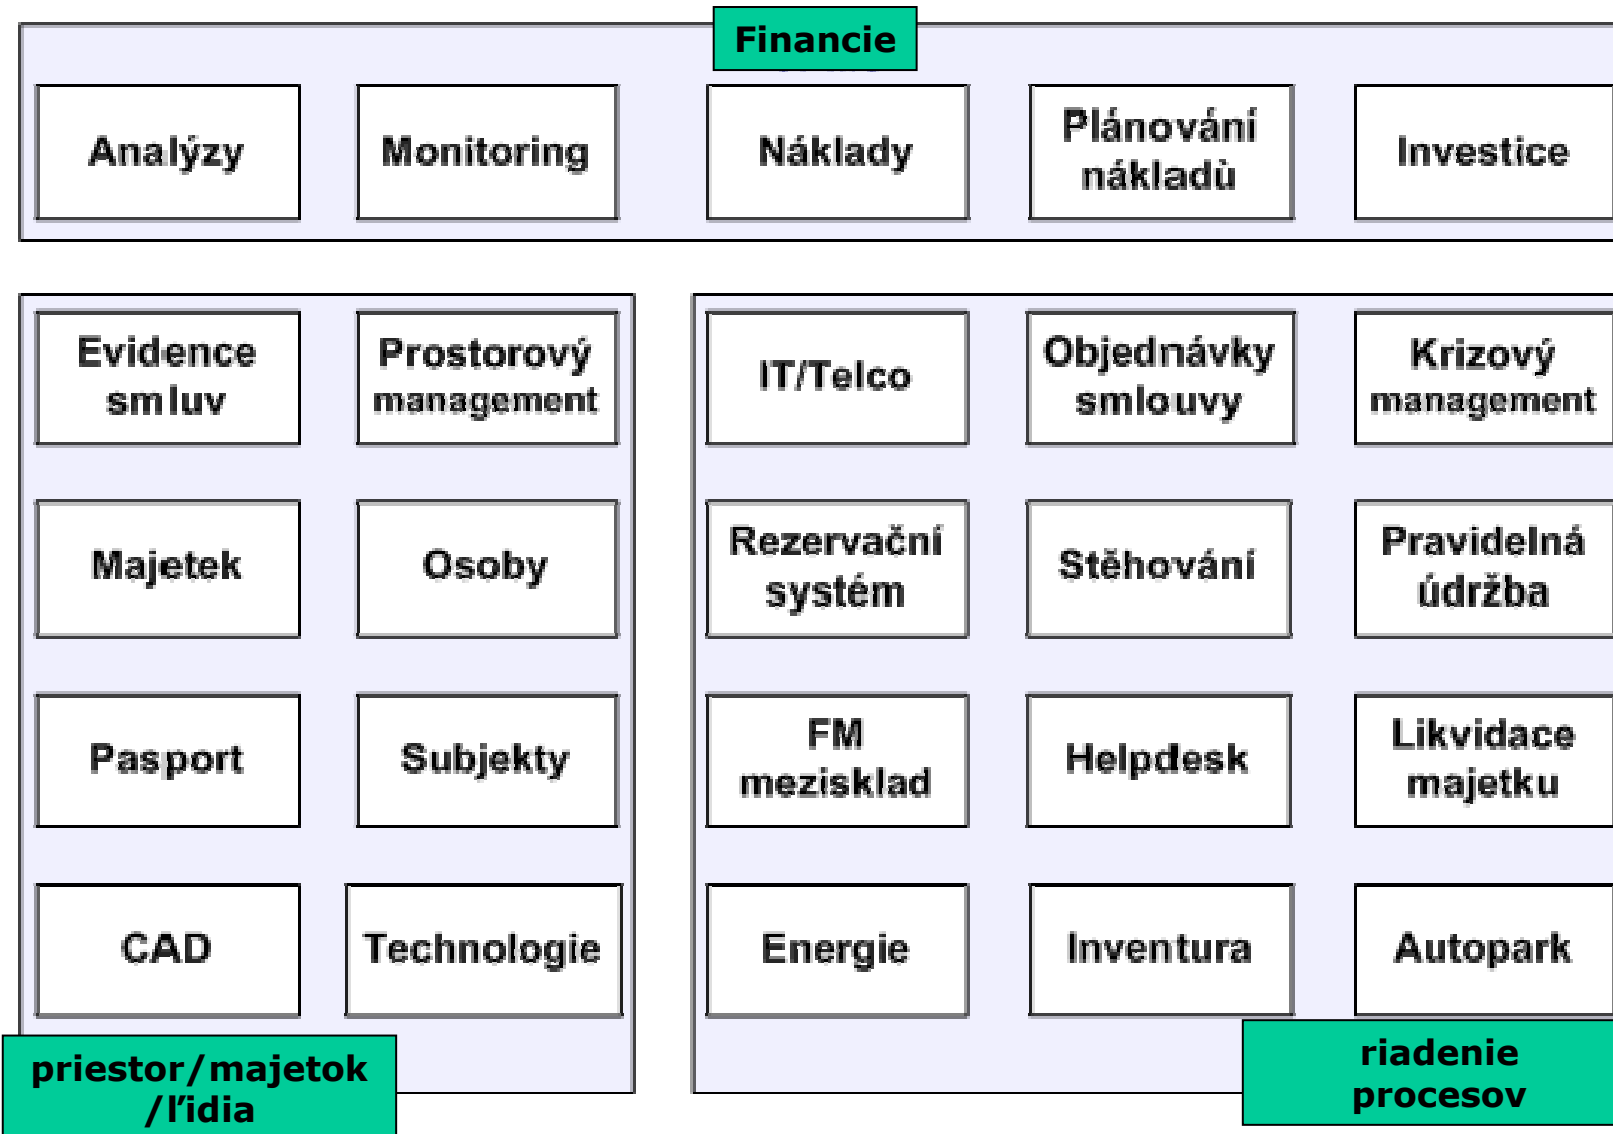 Financie
Analýzy
Monitoring
Náklady
Plánování
nákladù
Investice
Evidence
smluv
Prostorový
management
IT/Telco
Objednávky
smlouvy
Krizový
management
Majetek
Osoby
Rezervační
systém
Stěhování
Pravidelná
údržba
Pasport
Subjekty
FM
mezisklad
Helpdesk
Likvidace
majetku
CAD
Technologie
Energie
Inventura
Autopark
priestor/majetok
/ľidia
riadenie
procesov